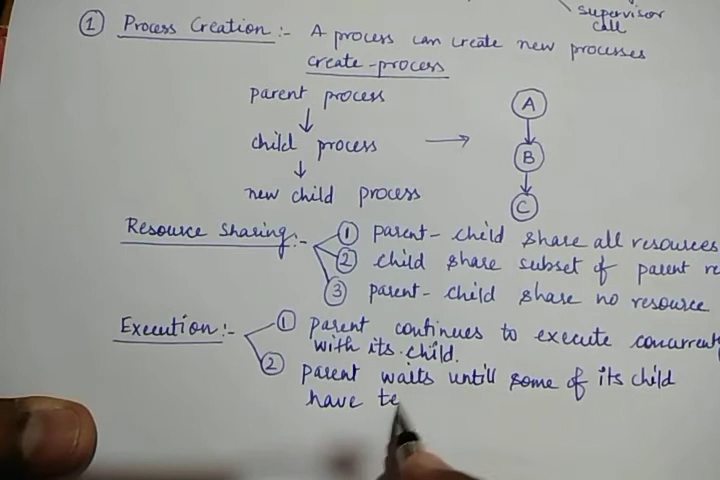 supervisor
call
① Process Creation :- A process can create new processes
create-process
parent process
↓
child process → A
↓
new child process
B
C
Resource Sharing :- ① parent - child share all resources
② child share subset of parent re
③ parent - child share no resource
Execution :- ① parent continues to execute concurrent
with its child.
② parent waits untill some of its child
have te